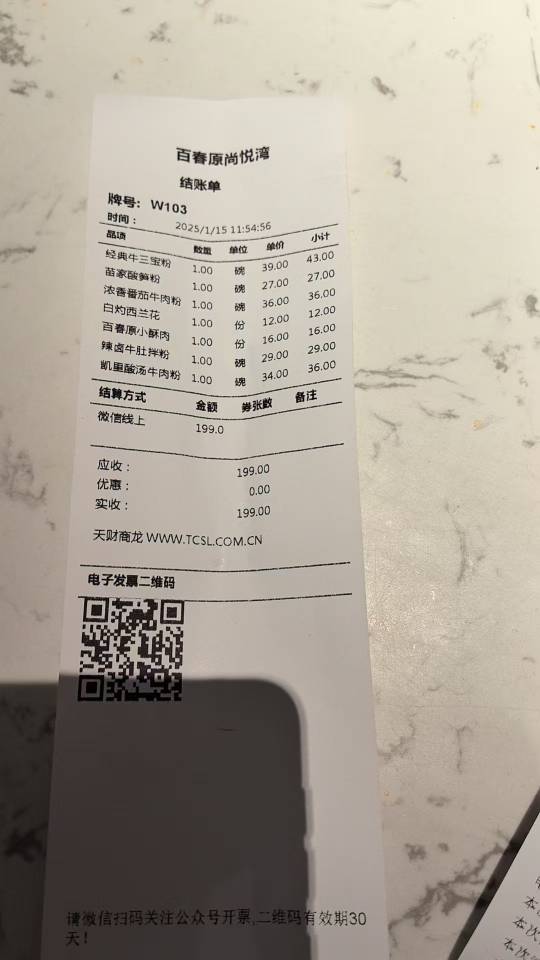 百春原尚悦湾
结账单
牌号: W103
时间: 2025/1/15 11:54:56
品项 数量 单位 单价 小计
经典牛三宝粉 1.00 碗 39.00 43.00
苗家酸笋粉 1.00 碗 27.00 27.00
浓香番茄牛肉粉 1.00 碗 36.00 36.00
白灼西兰花 1.00 份 12.00 12.00
百春原小酥肉 1.00 份 16.00 16.00
辣卤牛肚拌粉 1.00 碗 29.00 29.00
凯里酸汤牛肉粉 1.00 碗 34.00 36.00
结算方式 金额 券张数 备注
微信线上 199.0
应收: 199.00
优惠: 0.00
实收: 199.00
天财商龙 WWW.TCSL.COM.CN
电子发票二维码
请微信扫码关注公众号开票,二维码有效期30
天!
本次
本次